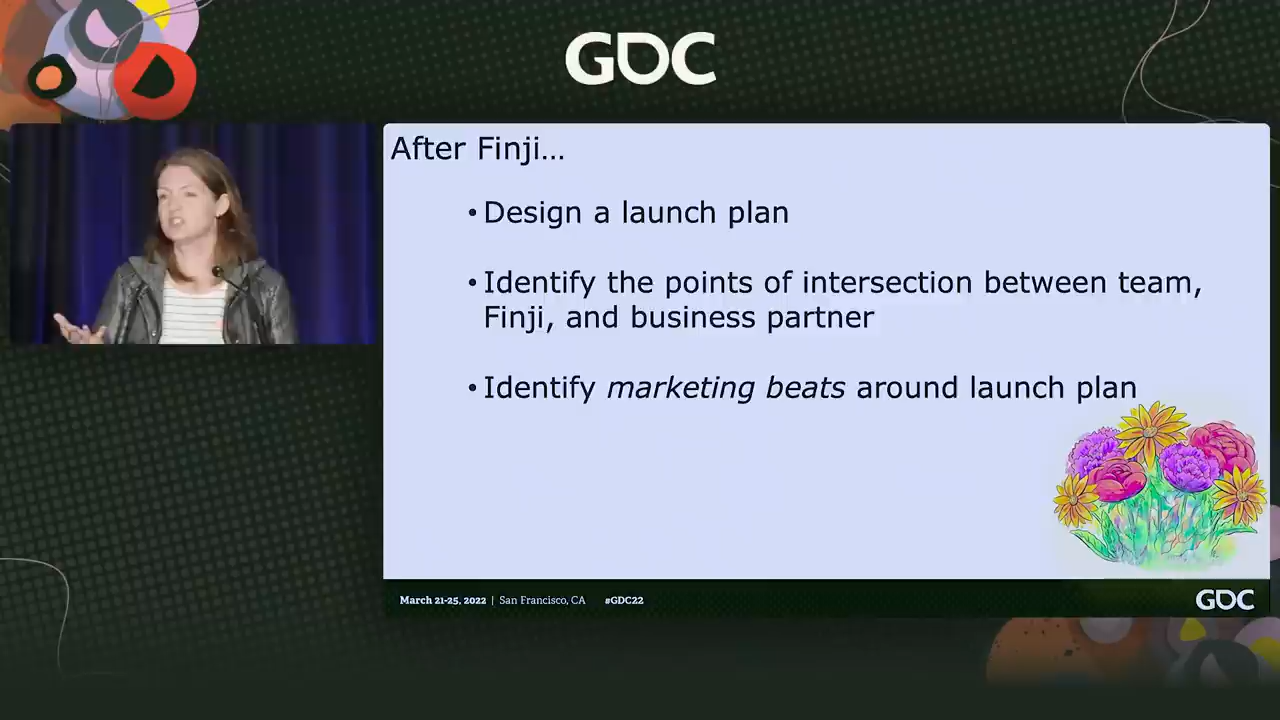 GDC
After Finji...
•Design a launch plan
•Identify the points of intersection between team,
Finji, and business partner
•Identify marketing beats around launch plan
March 21-25, 2022 | San Francisco, CA #GDC22
GDC